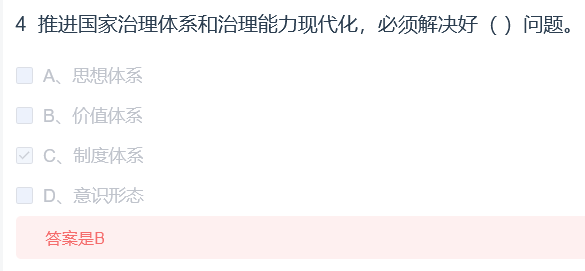 4 推进国家治理体系和治理能力现代化，必须解决好（ ）问题。
A、思想体系
B、价值体系
C、制度体系
D、意识形态
答案是B